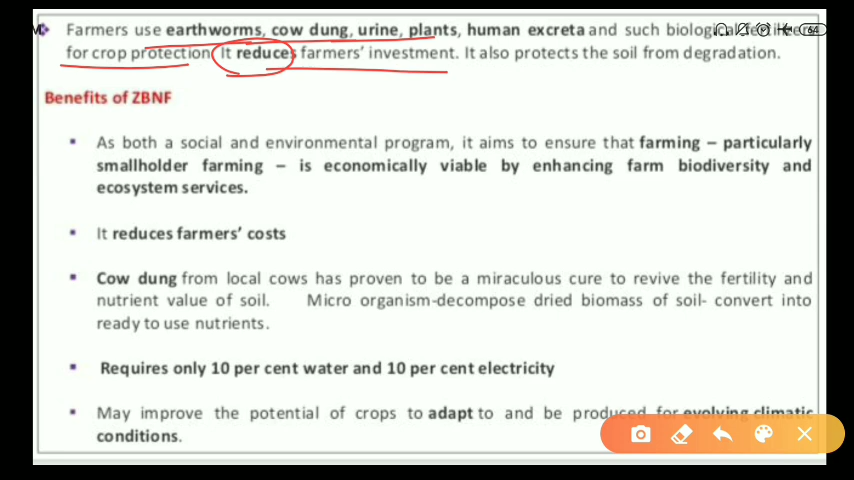 Farmers use earthworms, cow dung, urine, plants, human excreta and such biological
64
for crop protection. It reduces farmers' investment. It also protects the soil from degradation.
Benefits of ZBNF
▪ As both a social and environmental program, it aims to ensure that farming – particularly
smallholder farming – is economically viable by enhancing farm biodiversity and
ecosystem services.
▪ It reduces farmers' costs
▪ Cow dung from local cows has proven to be a miraculous cure to revive the fertility and
nutrient value of soil. Micro organism-decompose dried biomass of soil- convert into
ready to use nutrients.
▪ Requires only 10 per cent water and 10 per cent electricity
▪ May improve the potential of crops to adapt to and be produced for evolving climatic
conditions.